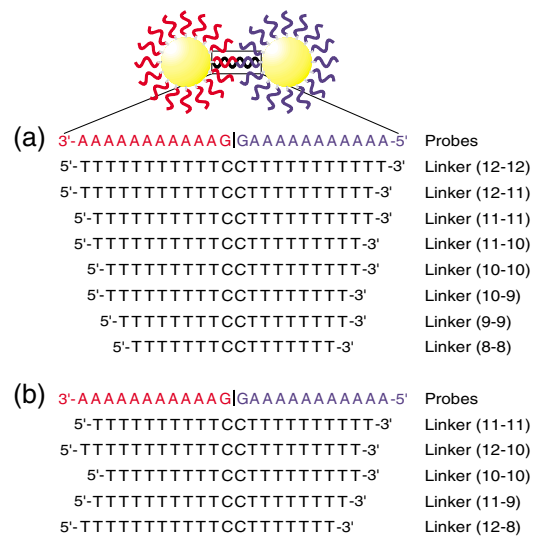 (a)
3'-AAAAAAAAAAAG|GAAAAAAAAAAA-5' Probes
5'-TTTTTTTTTTTCCTTTTTTTTTTT-3' Linker (12-12)
5'-TTTTTTTTTTTCCTTTTTTTTTT-3' Linker (12-11)
5'-TTTTTTTTTTCCTTTTTTTTTT-3' Linker (11-11)
5'-TTTTTTTTTTCCTTTTTTTTT-3' Linker (11-10)
5'-TTTTTTTTTCCTTTTTTTTT-3' Linker (10-10)
5'-TTTTTTTTTCCTTTTTTTT-3' Linker (10-9)
5'-TTTTTTTTCCTTTTTTTTT-3' Linker (9-9)
5'-TTTTTTTCCTTTTTTT-3' Linker (8-8)
(b)
3'-AAAAAAAAAAAG|GAAAAAAAAAAA-5' Probes
5'-TTTTTTTTTTCCTTTTTTTTTT-3' Linker (11-11)
5'-TTTTTTTTTTTCCTTTTTTTTT-3' Linker (12-10)
5'-TTTTTTTTTCCTTTTTTTTT-3' Linker (10-10)
5'-TTTTTTTTTTCCTTTTTTTT-3' Linker (11-9)
5'-TTTTTTTTTTTCCTTTTTTT-3' Linker (12-8)